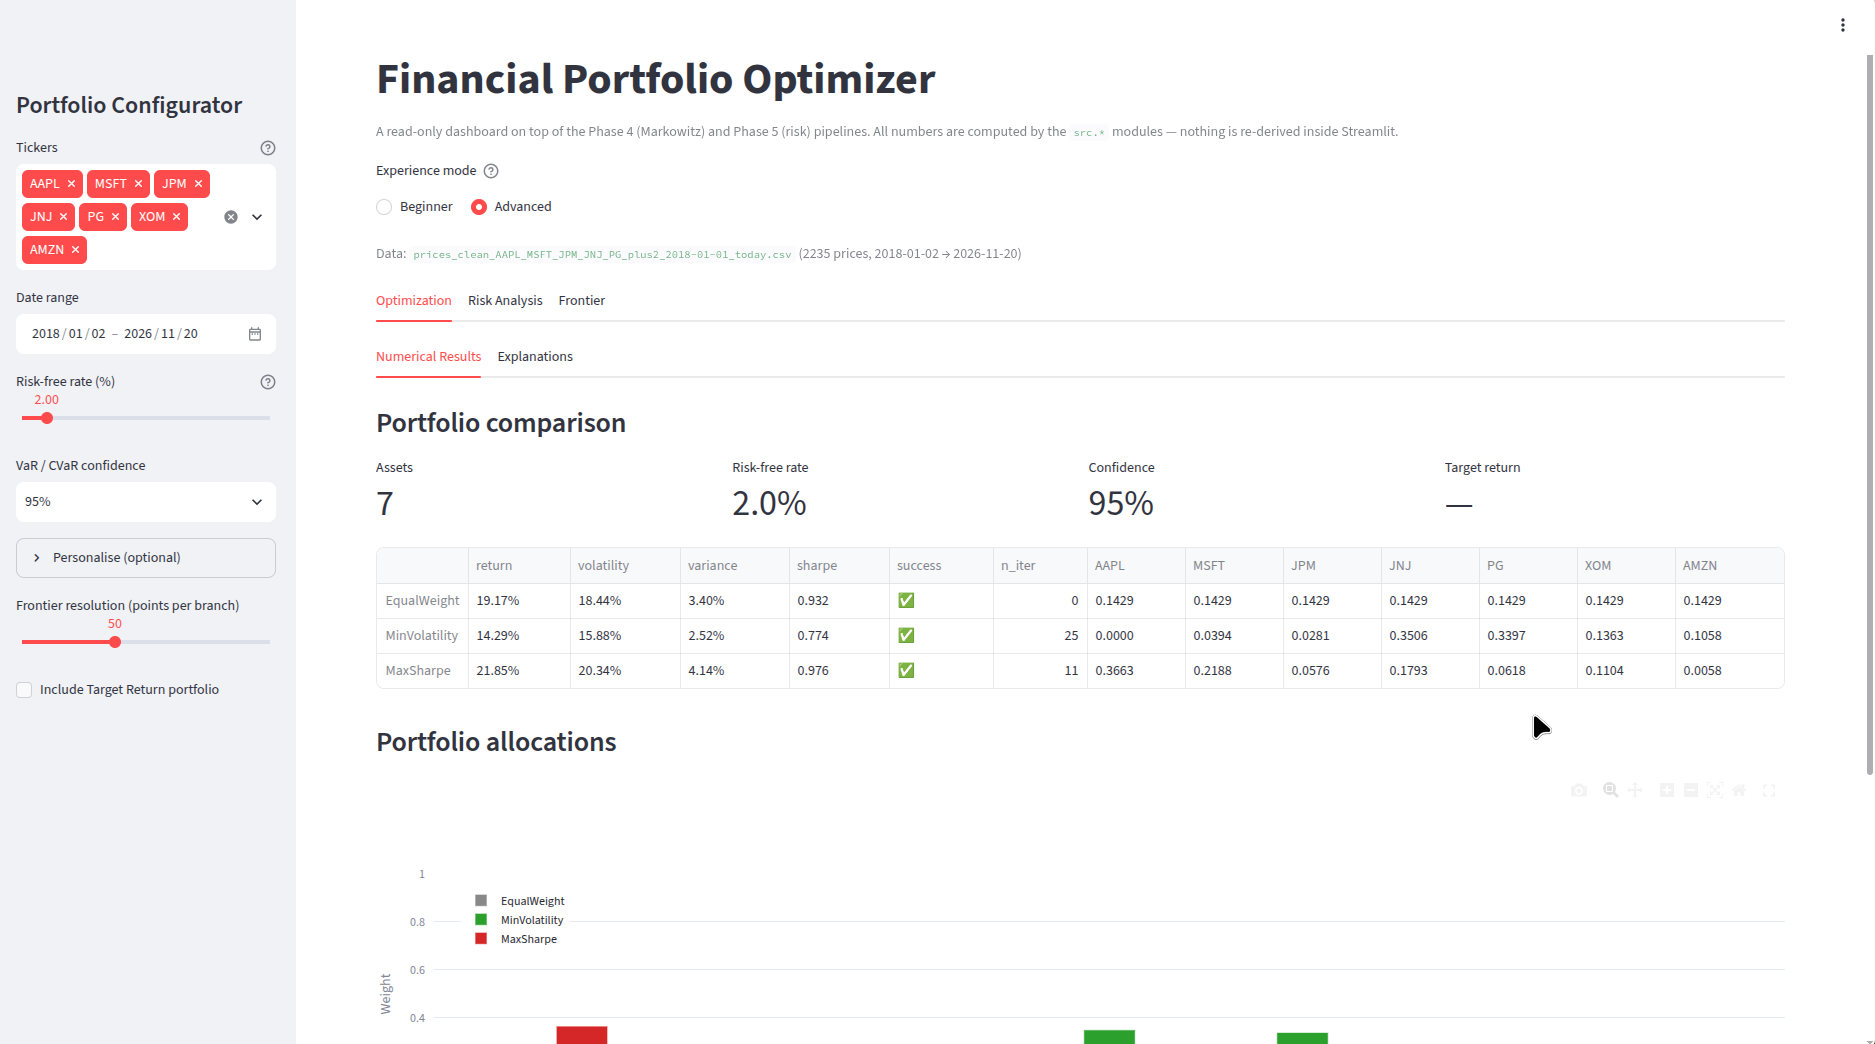 Portfolio Configurator
Tickers
AAPL MSFT JPM
JNJ PG XOM
AMZN
Date range
2018/01/02 – 2026/11/20
Risk-free rate (%)
2.00
VaR / CVaR confidence
95%
Personalise (optional)
Frontier resolution (points per branch)
50
Include Target Return portfolio
Financial Portfolio Optimizer
A read-only dashboard on top of the Phase 4 (Markowitz) and Phase 5 (risk) pipelines. All numbers are computed by the src.* modules — nothing is re-derived inside Streamlit.
Experience mode
Beginner Advanced
Data: prices_clean_AAPL_MSFT_JPM_JNJ_PG_plus2_2018-01-01_today.csv (2235 prices, 2018-01-02 → 2026-11-20)
Optimization Risk Analysis Frontier
Numerical Results Explanations
Portfolio comparison
Assets Risk-free rate Confidence Target return
7 2.0% 95% —
return volatility variance sharpe success n_iter AAPL MSFT JPM JNJ PG XOM AMZN
EqualWeight 19.17% 18.44% 3.40% 0.932 ✅ 0 0.1429 0.1429 0.1429 0.1429 0.1429 0.1429 0.1429
MinVolatility 14.29% 15.88% 2.52% 0.774 ✅ 25 0.0000 0.0394 0.0281 0.3506 0.3397 0.1363 0.1058
MaxSharpe 21.85% 20.34% 4.14% 0.976 ✅ 11 0.3663 0.2188 0.0576 0.1793 0.0618 0.1104 0.0058
Portfolio allocations
1
EqualWeight
0.8 MinVolatility
MaxSharpe
0.6
Weight
0.4